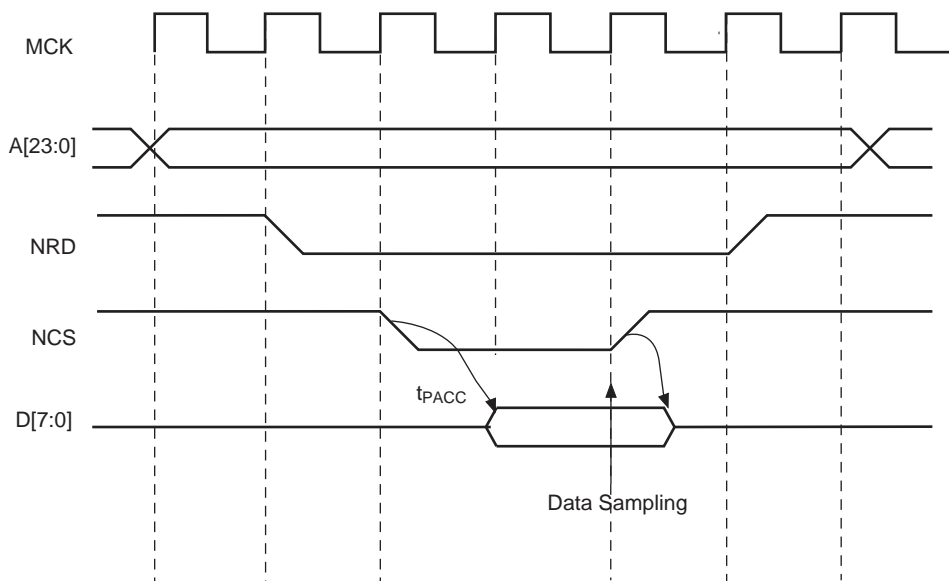 MCK
A[23:0]
NRD
NCS
tPACC
D[7:0]
Data Sampling